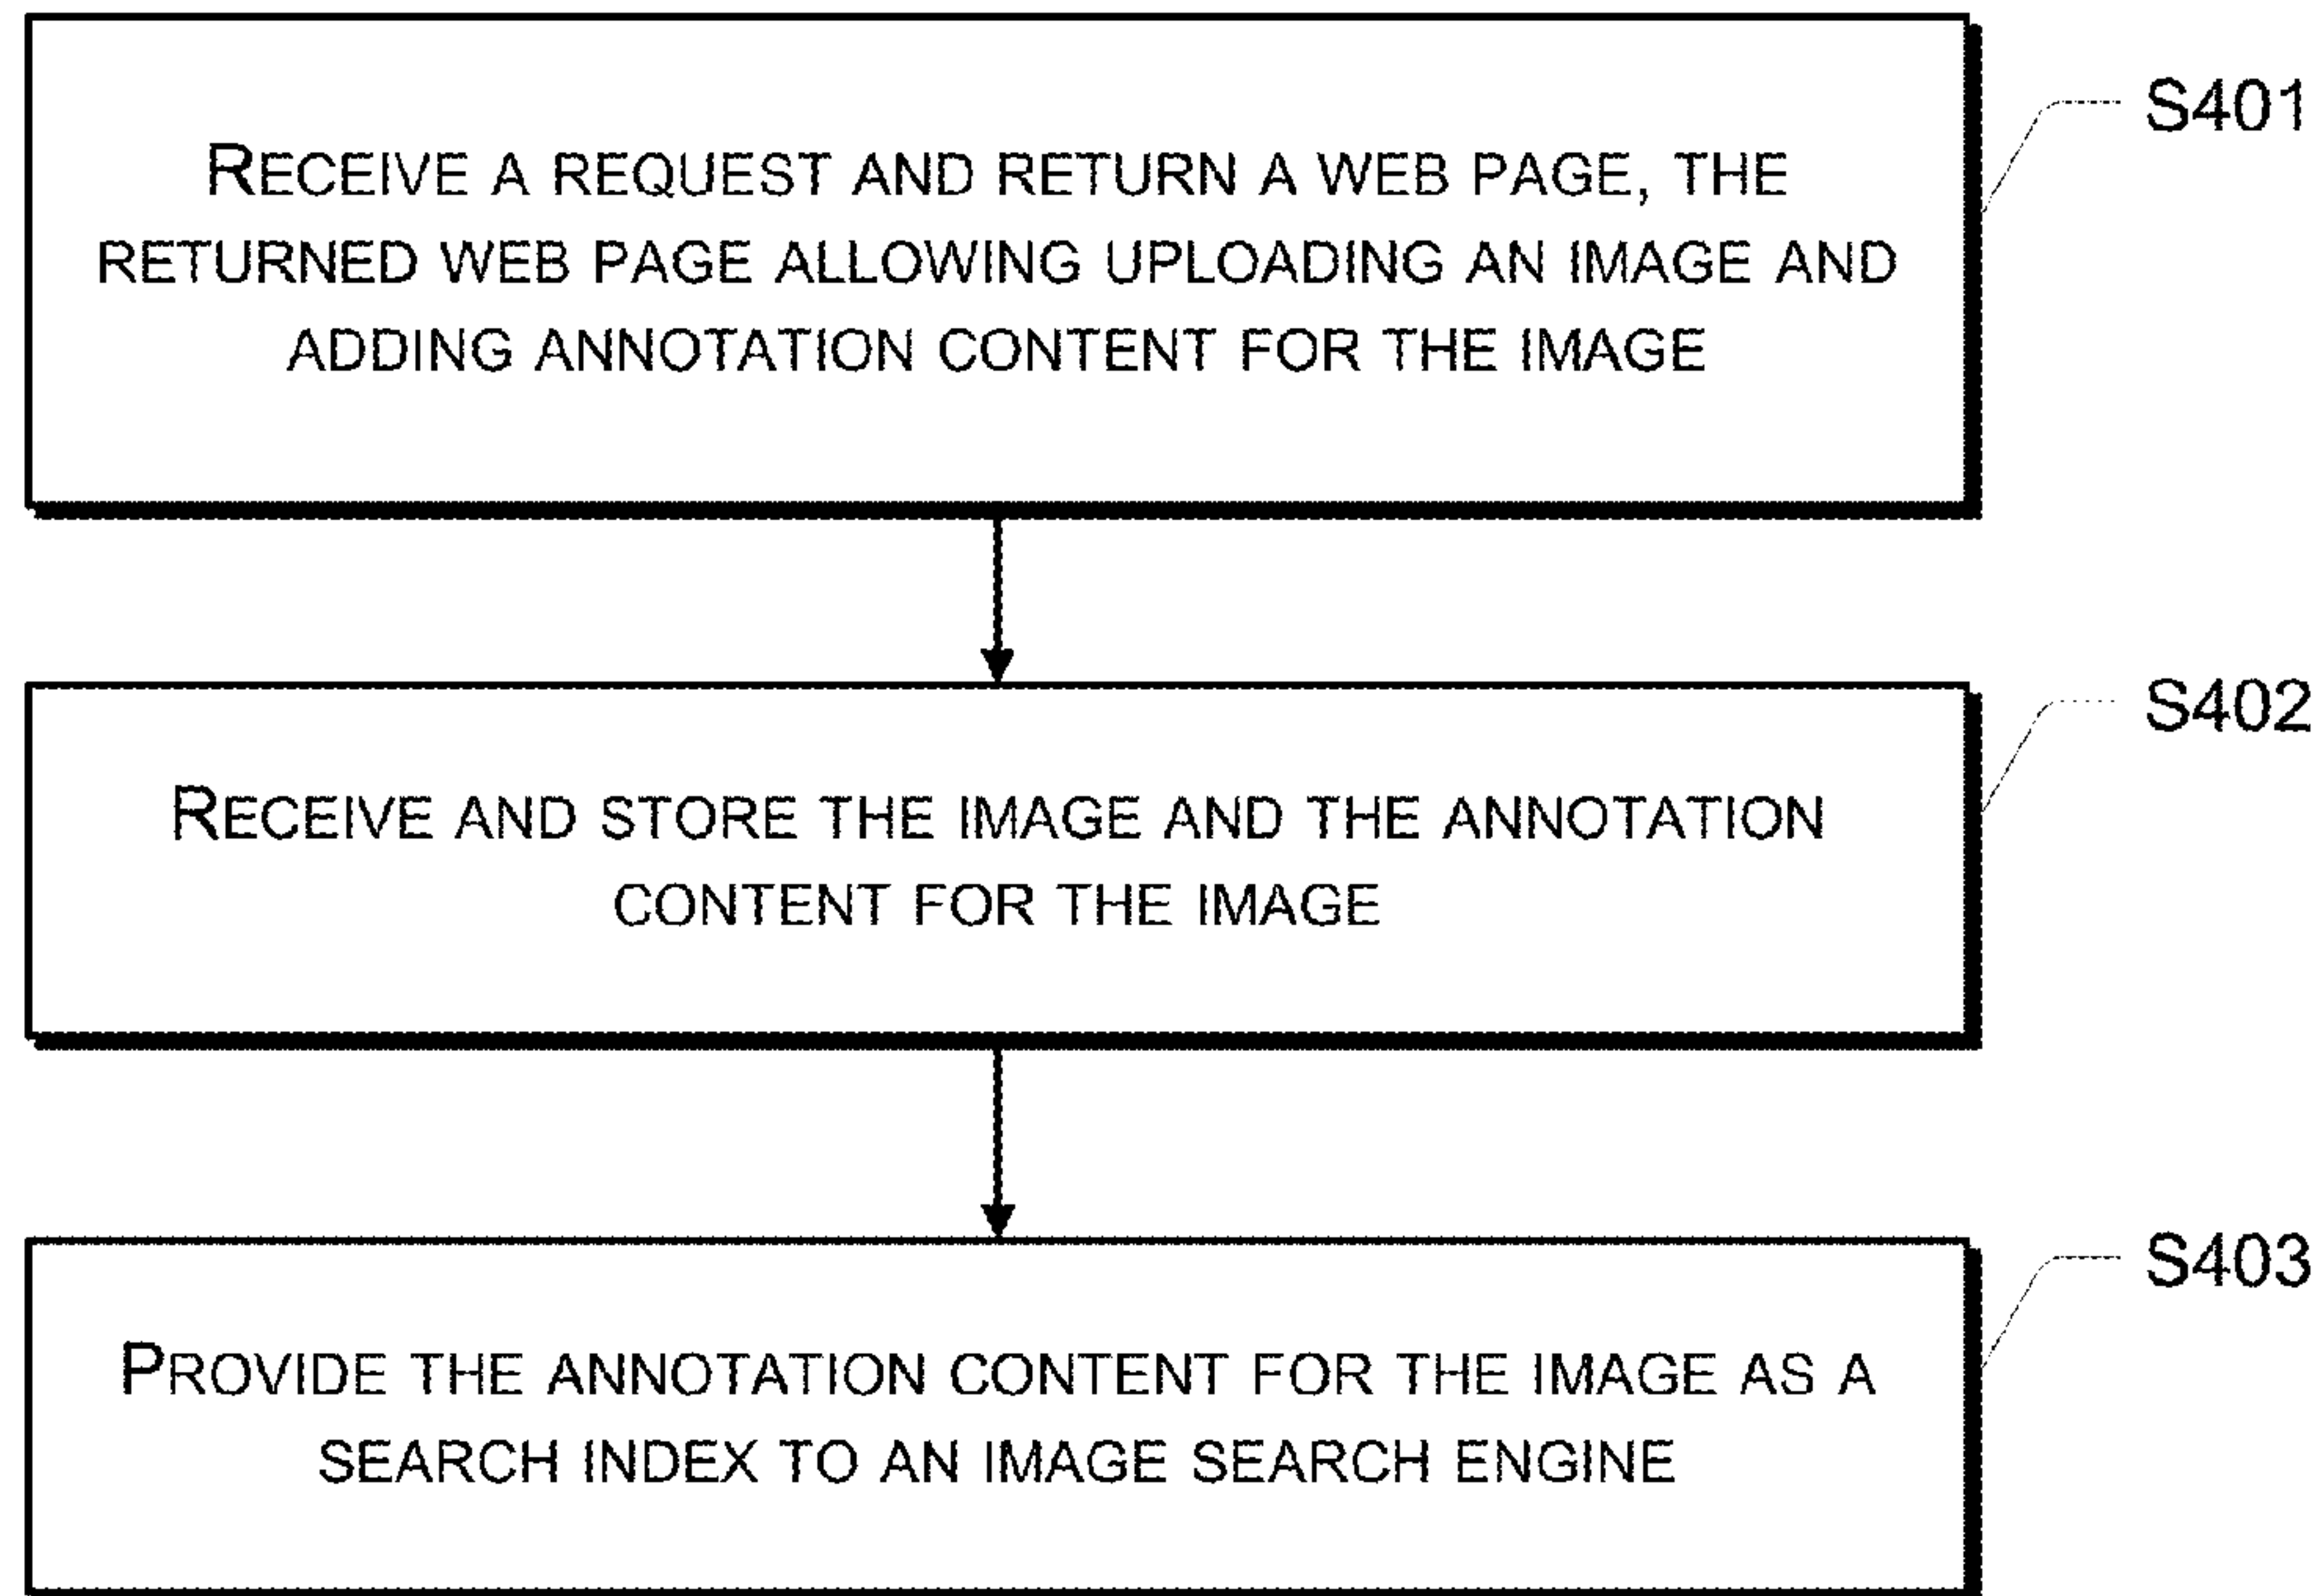 RECEIVE A REQUEST AND RETURN A WEB PAGE, THE
RETURNED WEB PAGE ALLOWING UPLOADING AN IMAGE AND
ADDING ANNOTATION CONTENT FOR THE IMAGE
S401
RECEIVE AND STORE THE IMAGE AND THE ANNOTATION
CONTENT FOR THE IMAGE
S402
PROVIDE THE ANNOTATION CONTENT FOR THE IMAGE AS A
SEARCH INDEX TO AN IMAGE SEARCH ENGINE
S403